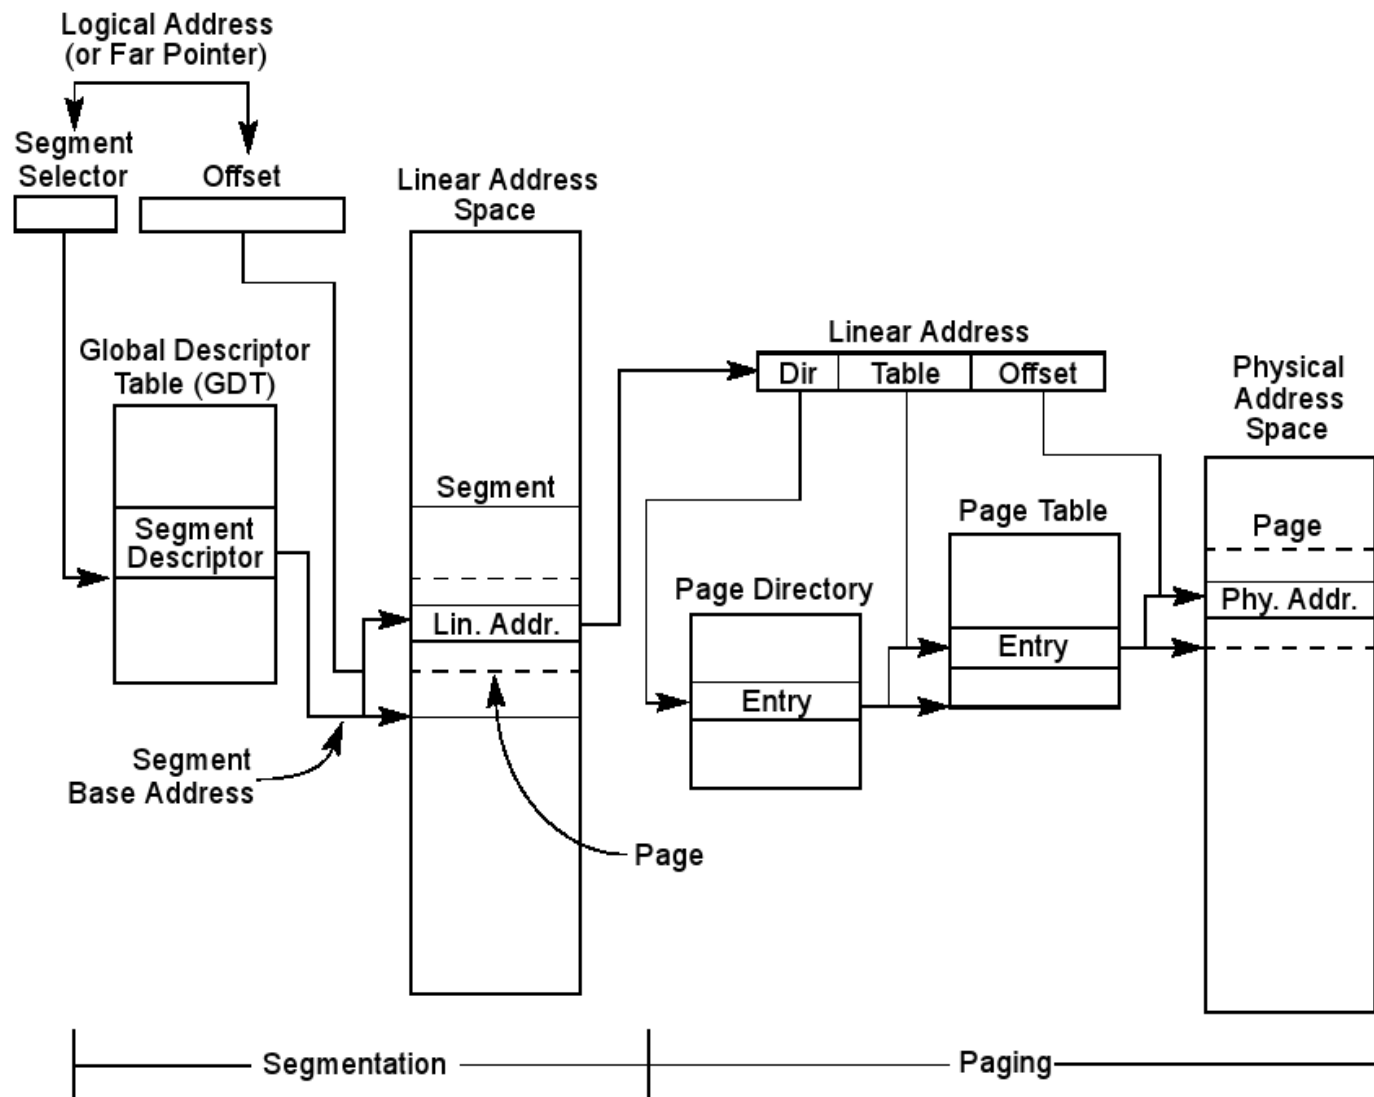 Logical Address
(or Far Pointer)
Segment
Selector
Offset
Linear Address
Space
Global Descriptor
Table (GDT)
Segment
Descriptor
Segment
Lin. Addr.
Segment
Base Address
Page
Linear Address
Dir
Table
Offset
Page Directory
Entry
Page Table
Entry
Physical
Address
Space
Page
Phy. Addr.
Segmentation
Paging